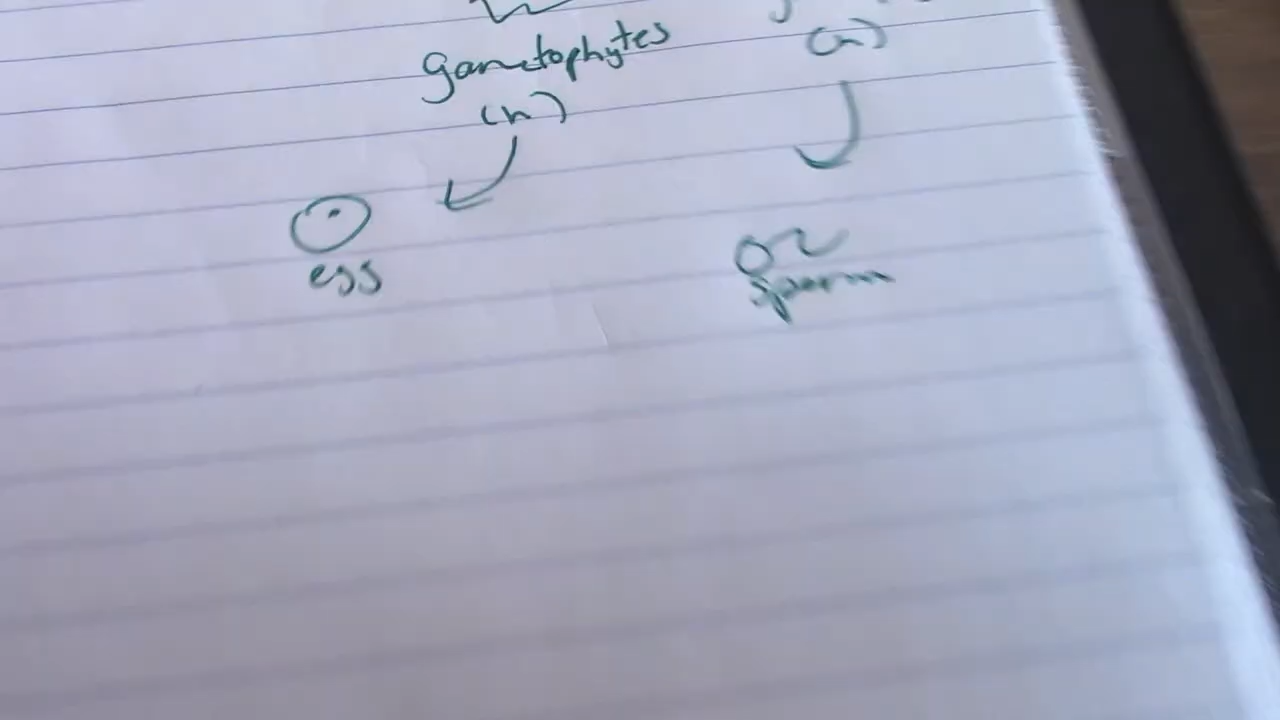 gametophytes
(n)
(n)
egg
sperm